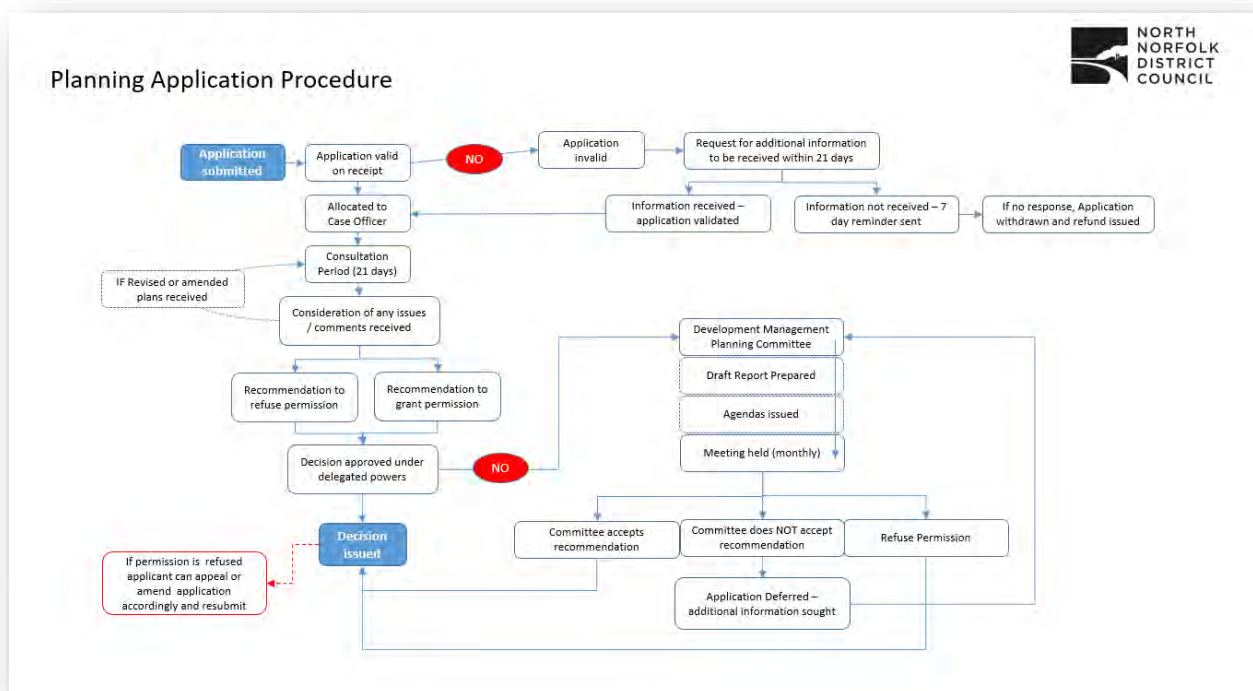 NORTH
NORFOLK
DISTRICT
COUNCIL
Planning Application Procedure
Application
submitted
Application valid
on receipt
NO
Application
invalid
Request for additional information
to be received within 21 days
Allocated to
Case Officer
Information received –
application validated
Information not received – 7
day reminder sent
If no response, Application
withdrawn and refund issued
Consultation
Period (21 days)
IF Revised or amended
plans received
Consideration of any issues
/ comments received
Development Management
Planning Committee
Draft Report Prepared
Recommendation to
refuse permission
Recommendation to
grant permission
Agendas issued
Meeting held (monthly)
Decision approved under
delegated powers
NO
Committee accepts
recommendation
Committee does NOT accept
recommendation
Refuse Permission
Decision
issued
If permission is refused
applicant can appeal or
amend application
accordingly and resubmit
Application Deferred –
additional information sought